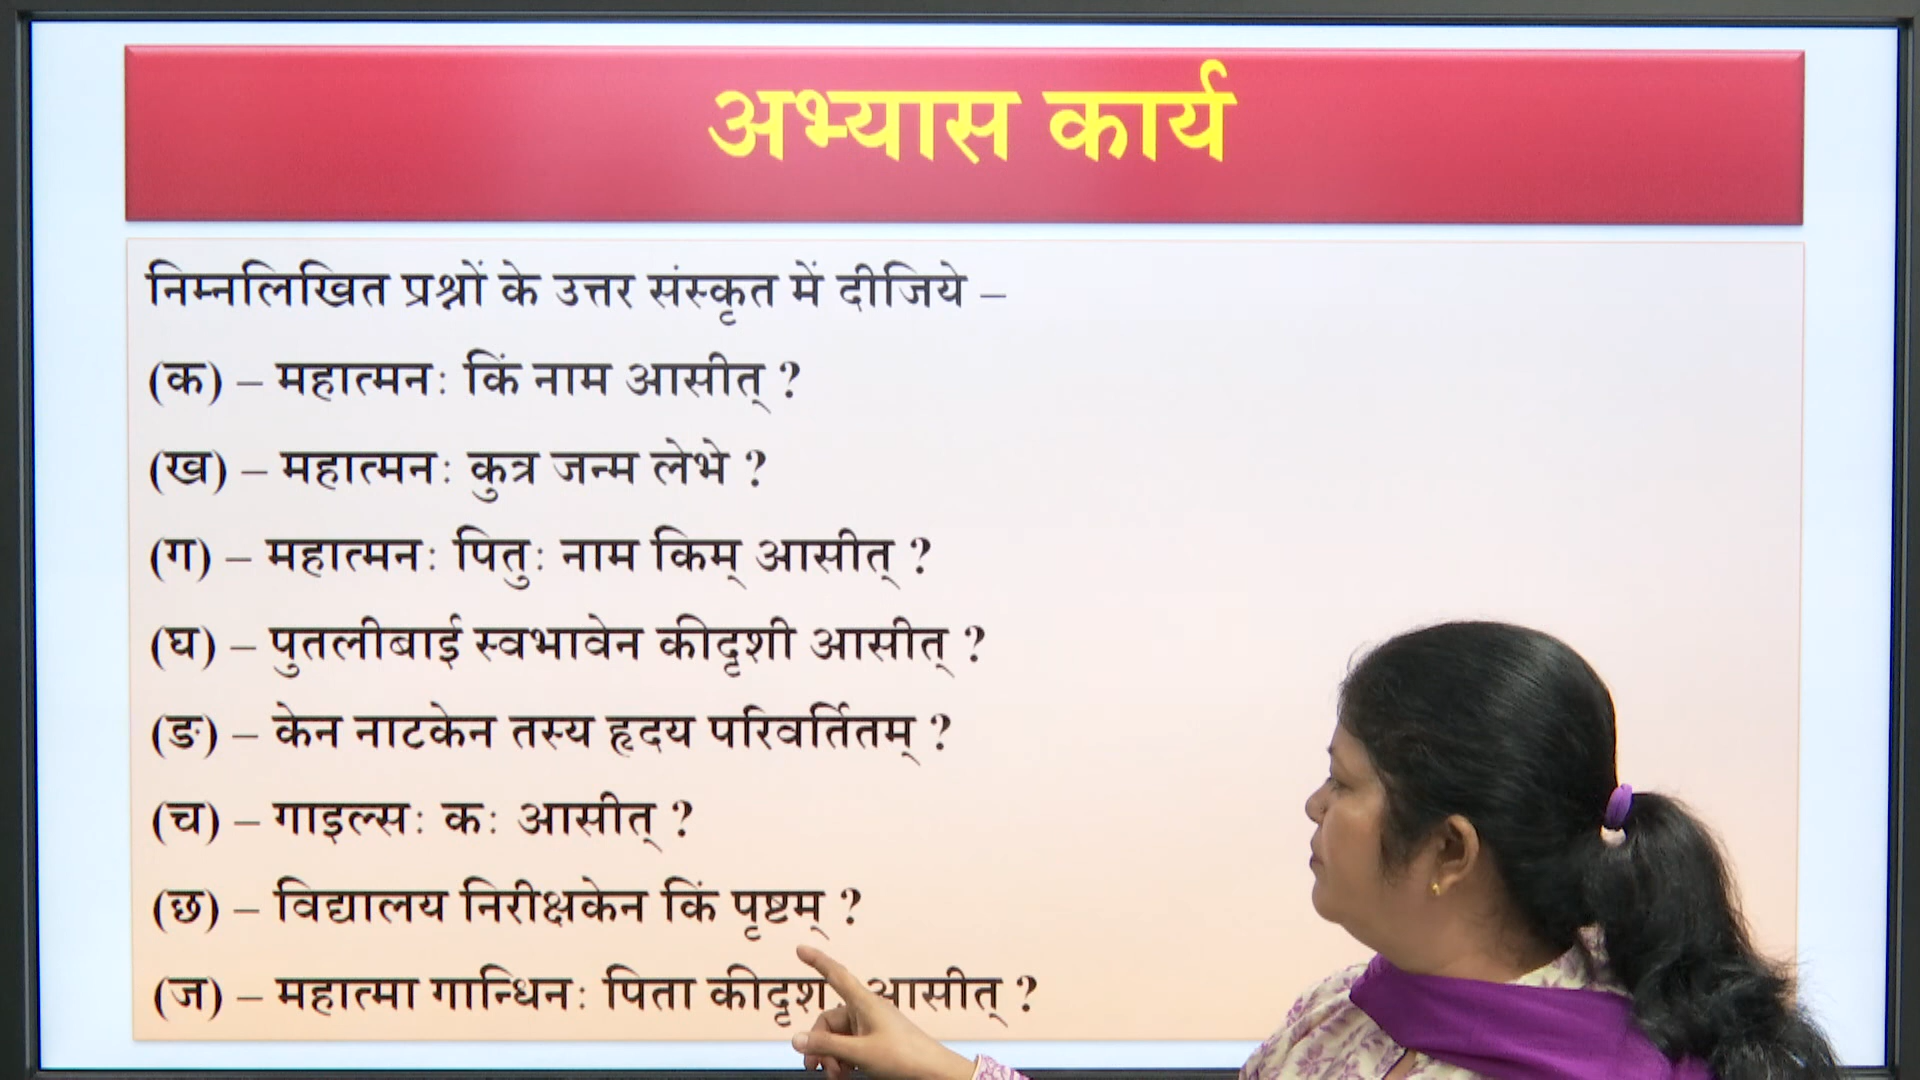 अभ्यास कार्य
निम्नलिखित प्रश्नों के उत्तर संस्कृत में दीजिये –
(क) – महात्मनः किं नाम आसीत् ?
(ख) – महात्मनः कुत्र जन्म लेभे ?
(ग) – महात्मनः पितुः नाम किम् आसीत् ?
(घ) – पुतलीबाई स्वभावेन कीदृशी आसीत् ?
(ङ) – केन नाटकेन तस्य हृदय परिवर्तितम् ?
(च) – गाइल्सः कः आसीत् ?
(छ) – विद्यालय निरीक्षकेन किं पृष्टम् ?
(ज) – महात्मा गान्धिनः पिता आसीत् ?